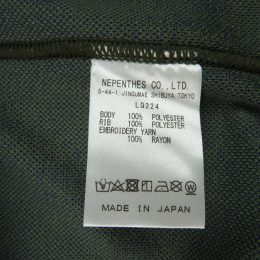 NEPENTHES CO., LTD.
5-44-1 JINGUMAE SHIBUYA, TOKYO
LQ224
BODY 100% POLYESTER
RIB 100% POLYESTER
EMBROIDERY YARN
100% RAYON
MADE IN JAPAN